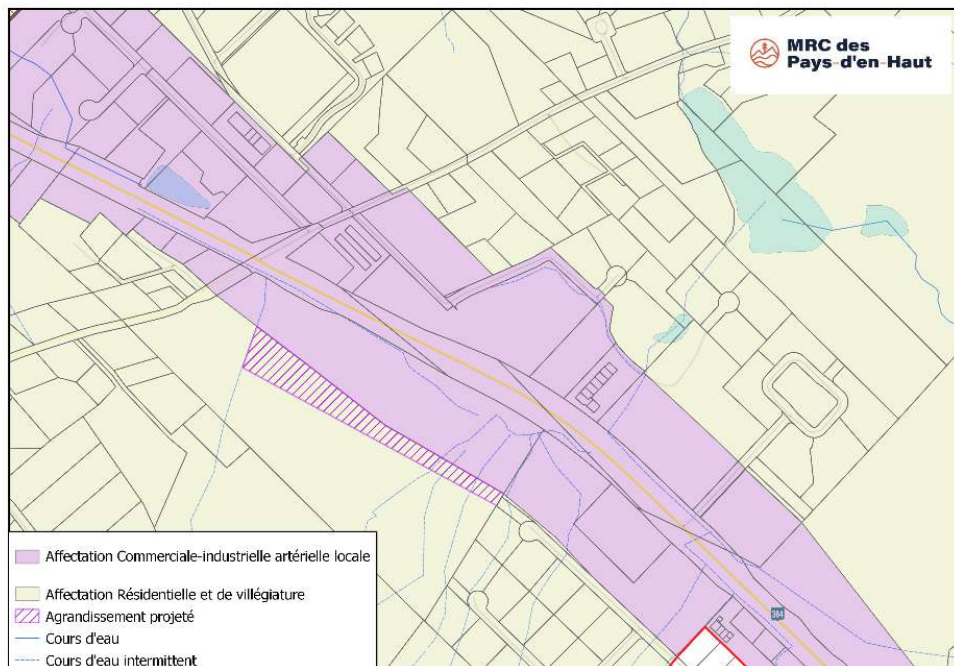 MRC des
Pays-d'en-Haut
364
Affectation Commerciale-industrielle artérielle locale
Affectation Résidentielle et de villégiature
Agrandissement projeté
Cours d'eau
Cours d'eau intermittent